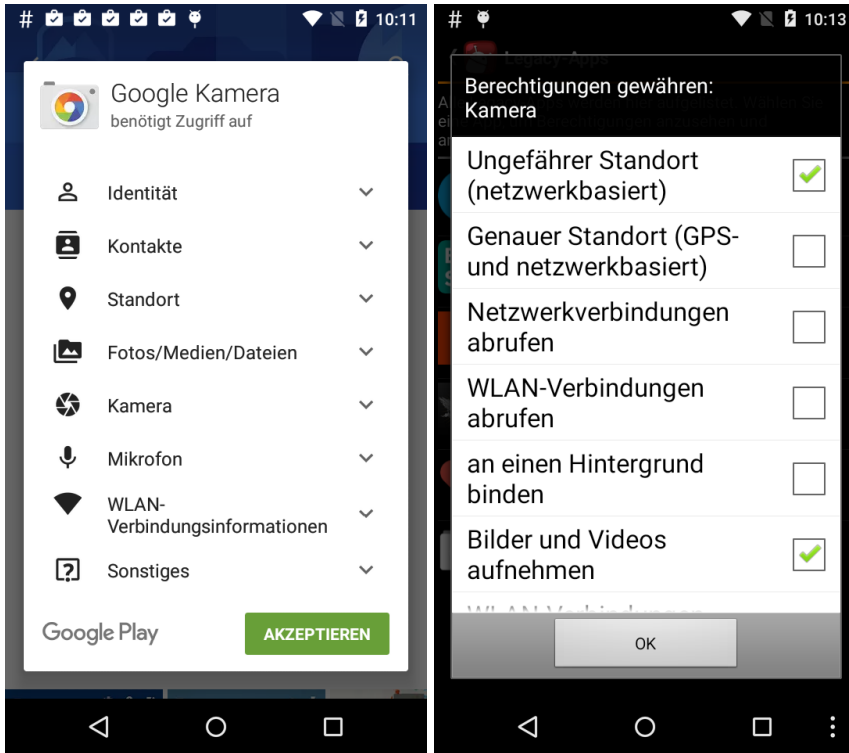 # 10:11
Google Kamera
benötigt Zugriff auf
Identität
Kontakte
Standort
Fotos/Medien/Dateien
Kamera
Mikrofon
WLAN-
Verbindungsinformationen
Sonstiges
Google Play
AKZEPTIEREN
# 10:13
Legacy-Apps
Berechtigungen gewähren:
Kamera
Ungefährer Standort
(netzwerkbasiert)
Genauer Standort (GPS-
und netzwerkbasiert)
Netzwerkverbindungen
abrufen
WLAN-Verbindungen
abrufen
an einen Hintergrund
binden
Bilder und Videos
aufnehmen
WLAN-Verbindungen
OK